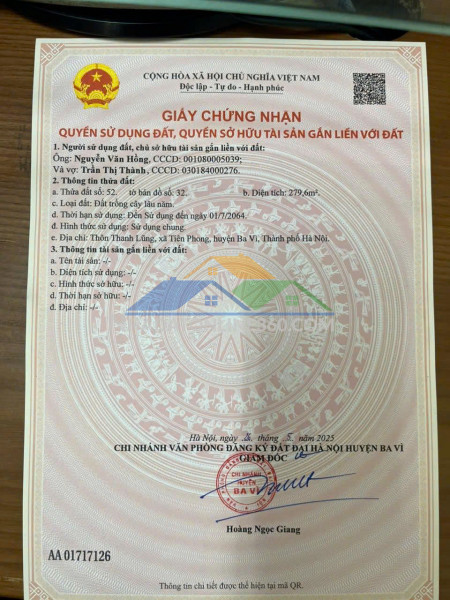 CỘNG HÒA XÃ HỘI CHỦ NGHĨA VIỆT NAM
Độc lập - Tự do - Hạnh phúc
GIẤY CHỨNG NHẬN
QUYỀN SỬ DỤNG ĐẤT, QUYỀN SỞ HỮU TÀI SẢN GẮN LIỀN VỚI ĐẤT
1. Người sử dụng đất, chủ sở hữu tài sản gắn liền với đất:
Ông: Nguyễn Văn Hồng, CCCD: 001080005039;
Và vợ: Trần Thị Thành, CCCD: 030184000276.
2. Thông tin thửa đất:
a. Thửa đất số: 52. tờ bản đồ số: 32. b. Diện tích: 279,6m².
c. Loại đất: Đất trồng cây lâu năm.
d. Thời hạn sử dụng: Đến Sử dụng đến ngày 01/7/2064.
đ. Hình thức sử dụng: Sử dụng chung.
e. Địa chỉ: Thôn Thanh Lũng, xã Tiên Phong, huyện Ba Vì, Thành phố Hà Nội.
3. Thông tin tài sản gắn liền với đất:
a. Tên tài sản: -/-
b. Diện tích sử dụng: -/-
c. Hình thức sở hữu: -/-
d. Thời hạn sở hữu: -/-
đ. Địa chỉ: -/-
360.COM
Hà Nội, ngày tháng 5 năm 2025
CHI NHÁNH VĂN PHÒNG ĐĂNG KÝ ĐẤT ĐAI HÀ NỘI HUYỆN BA VÌ
GIÁM ĐỐC
CHI NHÁNH
HUYỆN
BA VÌ
Hoàng Ngọc Giang
AA 01717126
Thông tin chi tiết được thể hiện tại mã QR.